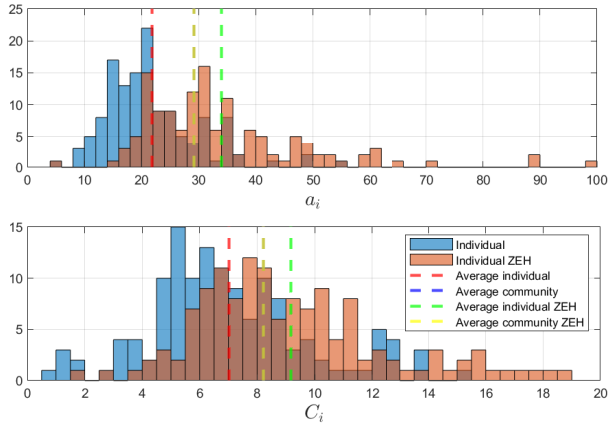 25
20
15
10
5
0
0 10 20 30 40 50 60 70 80 90 100
a_i
15
10
5
0
0 2 4 6 8 10 12 14 16 18 20
C_i
Individual
Individual ZEH
Average individual
Average community
Average individual ZEH
Average community ZEH